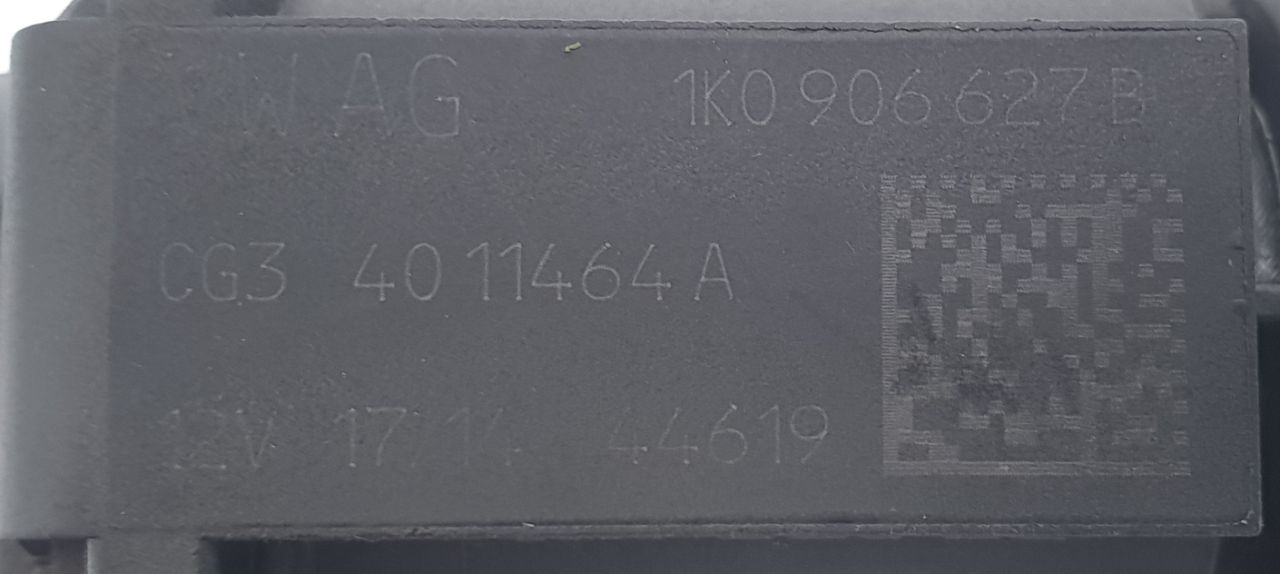 VW AG 1K0 906 627 B
CG3 4011464 A
12V 17/14 44619